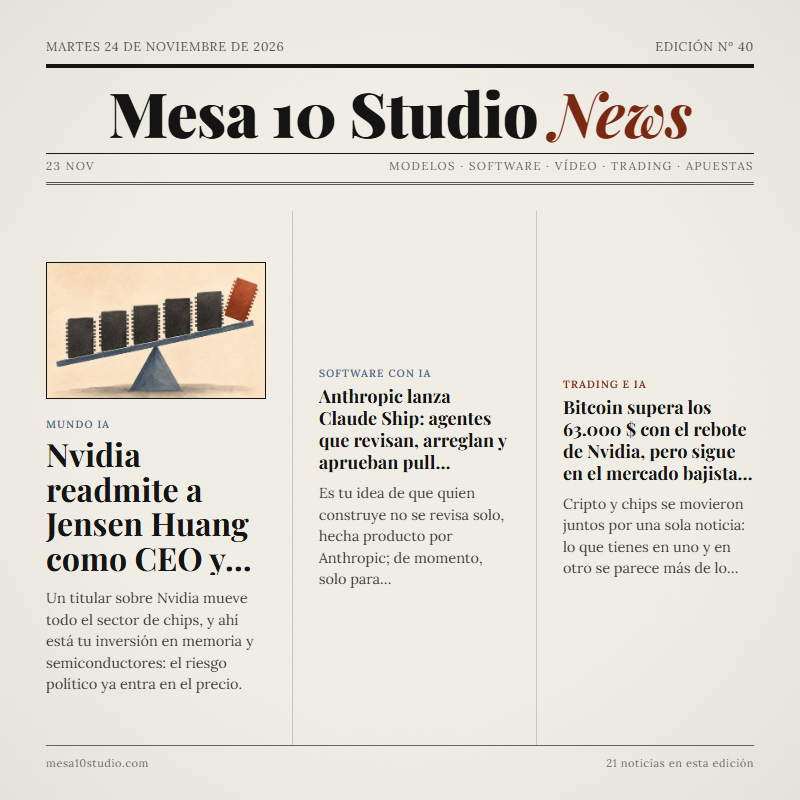 MARTES 24 DE NOVIEMBRE DE 2026
EDICIÓN Nº 40
Mesa 10 Studio News
23 NOV
MODELOS · SOFTWARE · VÍDEO · TRADING · APUESTAS
MUNDO IA
Nvidia
readmite a
Jensen Huang
como CEO y...
Un titular sobre Nvidia mueve
todo el sector de chips, y ahí
está tu inversión en memoria y
semiconductores: el riesgo
político ya entra en el precio.
SOFTWARE CON IA
Anthropic lanza
Claude Ship: agentes
que revisan, arreglan y
aprueban pull...
Es tu idea de que quien
construye no se revisa solo,
hecha producto por
Anthropic; de momento,
solo para...
TRADING E IA
Bitcoin supera los
63.000 $ con el rebote
de Nvidia, pero sigue
en el mercado bajista...
Cripto y chips se movieron
juntos por una sola noticia:
lo que tienes en uno y en
otro se parece más de lo...
mesa10studio.com
21 noticias en esta edición